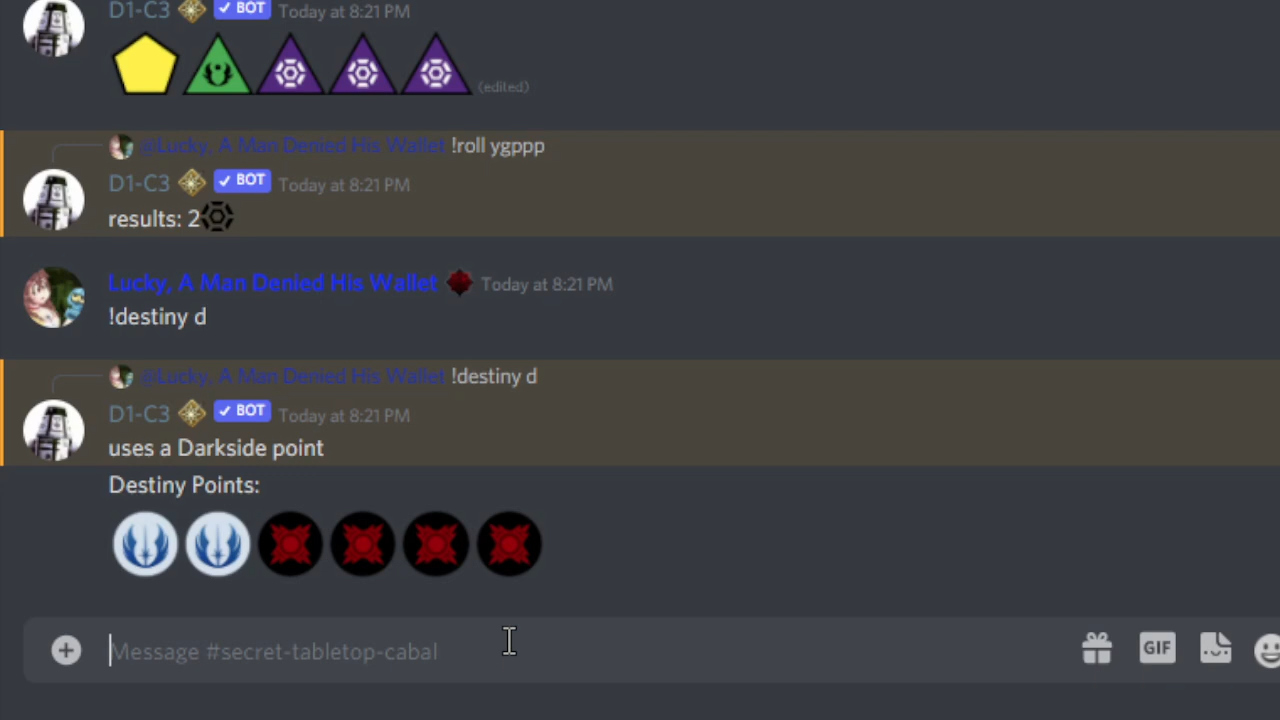 D1-C3 ✓ BOT Today at 8:21 PM
(edited)
@Lucky, A Man Denied His Wallet !roll ygppp
D1-C3 ✓ BOT Today at 8:21 PM
results: 2
Lucky, A Man Denied His Wallet Today at 8:21 PM
!destiny d
@Lucky, A Man Denied His Wallet !destiny d
D1-C3 ✓ BOT Today at 8:21 PM
uses a Darkside point
Destiny Points:
Message #secret-tabletop-cabal GIF